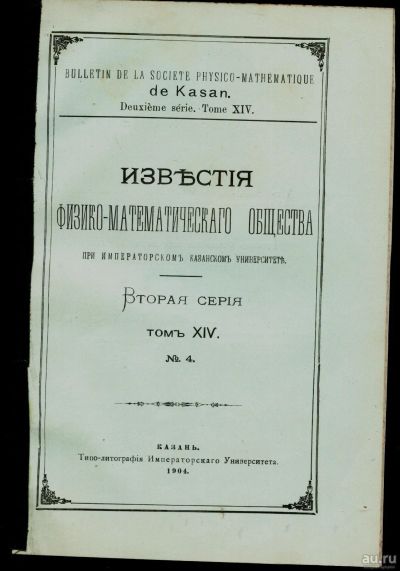 BULLETIN DE LA SOCIETE PHYSICO-MATHEMATIQUE
de Kasan.
Deuxième série. Tome XIV.
ИЗВѢСТІЯ
ФИЗИКО-МАТЕМАТИЧЕСКАГО ОБЩЕСТВА
ПРИ ИМПЕРАТОРСКОМЪ КАЗАНСКОМЪ УНИВЕРСИТЕТѢ.
ВТОРАЯ СЕРІЯ
ТОМЪ XIV.
№ 4.
КАЗАНЬ.
Типо-литографія Императорскаго Университета.
1904.
au.ru